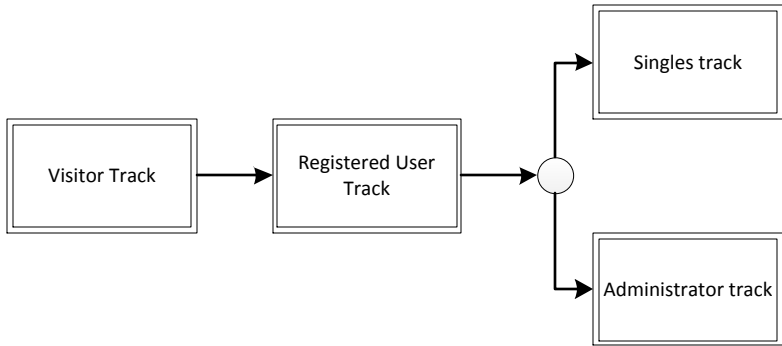 Visitor Track
Registered User
Track
Singles track
Administrator track